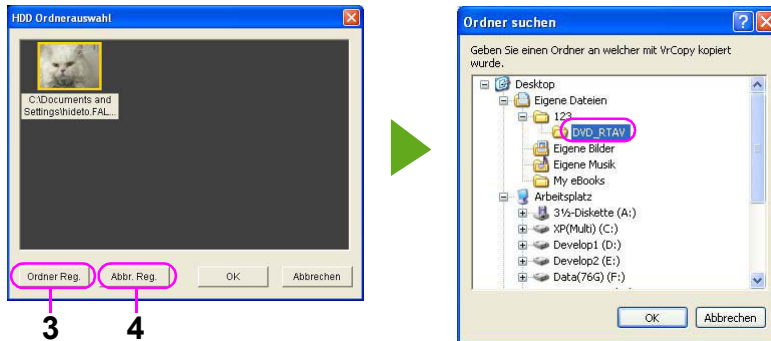 HDD Ordnerauswahl
C:\Documents and
Settings\hideto.FAL...
Ordner Reg.
Abbr. Reg.
OK
Abbrechen
3
4
Ordner suchen
Geben Sie einen Ordner an welcher mit VrCopy kopiert
wurde.
Desktop
Eigene Dateien
123
DVD_RTAV
Eigene Bilder
Eigene Musik
My eBooks
Arbeitsplatz
3½-Diskette (A:)
XP(Multi) (C:)
Develop1 (D:)
Develop2 (E:)
Data(76G) (F:)
OK
Abbrechen